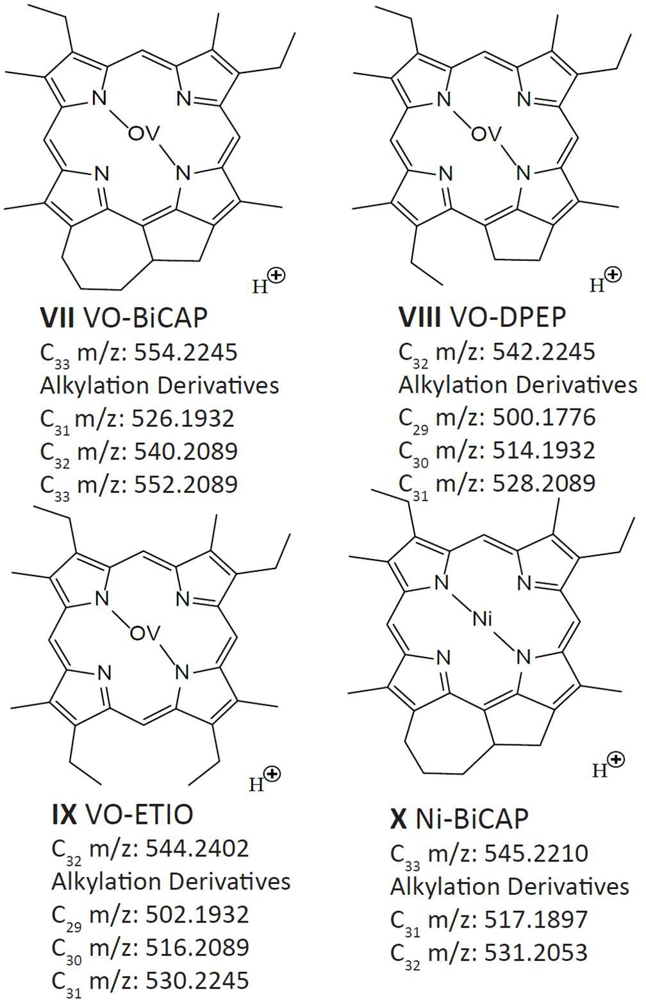 N
N
OV
N
N
H⊕
VII VO-BiCAP
C33 m/z: 554.2245
Alkylation Derivatives
C31 m/z: 526.1932
C32 m/z: 540.2089
C33 m/z: 552.2089
N
N
OV
N
N
H⊕
VIII VO-DPEP
C32 m/z: 542.2245
Alkylation Derivatives
C29 m/z: 500.1776
C30 m/z: 514.1932
C31 m/z: 528.2089
N
N
OV
N
N
H⊕
IX VO-ETIO
C32 m/z: 544.2402
Alkylation Derivatives
C29 m/z: 502.1932
C30 m/z: 516.2089
C31 m/z: 530.2245
N
N
Ni
N
N
H⊕
X Ni-BiCAP
C33 m/z: 545.2210
Alkylation Derivatives
C31 m/z: 517.1897
C32 m/z: 531.2053